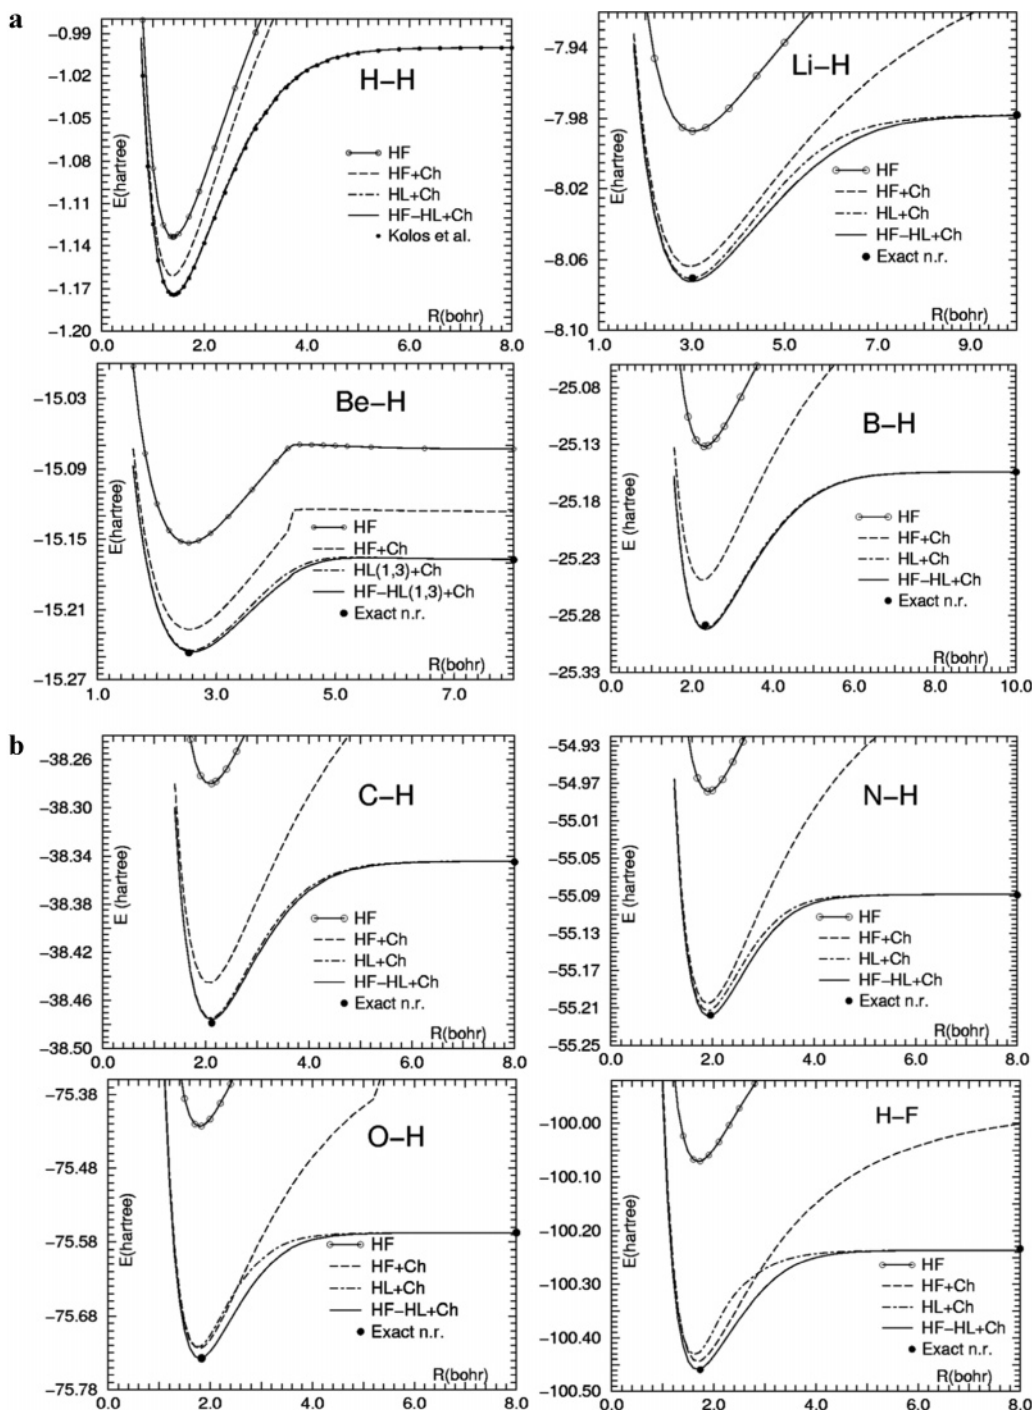 a
H–H
E(hartree)
−0.99
−1.02
−1.05
−1.08
−1.11
−1.13
−1.17
−1.20
HF
HF+Ch
HL+Ch
HF–HL+Ch
Kolos et al.
R(bohr)
0.0 2.0 4.0 6.0 8.0
Li–H
E(hartree)
−7.94
−7.98
−8.02
−8.06
−8.10
HF
HF+Ch
HL+Ch
HF–HL+Ch
Exact n.r.
R(bohr)
1.0 3.0 5.0 7.0 9.0
Be–H
E(hartree)
−15.03
−15.09
−15.15
−15.21
−15.27
HF
HF+Ch
HL(1,3)+Ch
HF–HL(1,3)+Ch
Exact n.r.
R(bohr)
1.0 3.0 5.0 7.0
B–H
E (hartree)
−25.08
−25.13
−25.18
−25.23
−25.28
−25.33
HF
HF+Ch
HL+Ch
HF–HL+Ch
Exact n.r.
R(bohr)
0.0 2.0 4.0 6.0 8.0 10.0
b
C–H
E (hartree)
−38.26
−38.30
−38.34
−38.38
−38.42
−38.46
−38.50
HF
HF+Ch
HL+Ch
HF–HL+Ch
Exact n.r.
R(bohr)
0.0 2.0 4.0 6.0 8.0
N–H
E (hartree)
−54.93
−54.97
−55.01
−55.05
−55.09
−55.13
−55.17
−55.21
−55.25
HF
HF+Ch
HL+Ch
HF–HL+Ch
Exact n.r.
R(bohr)
0.0 2.0 4.0 6.0 8.0
O–H
E(hartree)
−75.38
−75.48
−75.58
−75.68
−75.78
HF
HF+Ch
HL+Ch
HF–HL+Ch
Exact n.r.
R(bohr)
0.0 2.0 4.0 6.0 8.0
H–F
E(hartree)
−100.00
−100.10
−100.20
−100.30
−100.40
−100.50
HF
HF+Ch
HL+Ch
HF–HL+Ch
Exact n.r.
R(bohr)
0.0 2.0 4.0 6.0 8.0